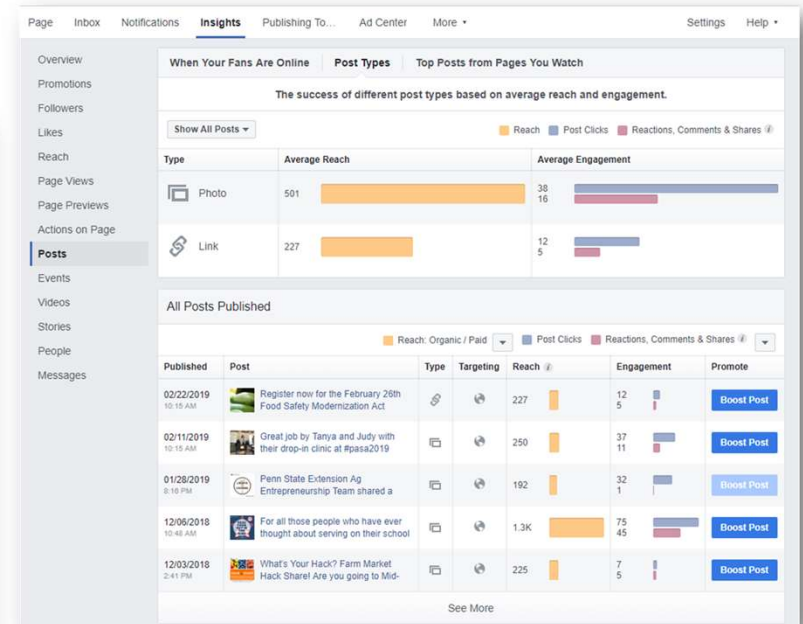 Page Inbox Notifications Insights Publishing To... Ad Center More Settings Help
Overview
Promotions
Followers
Likes
Reach
Page Views
Page Previews
Actions on Page
Posts
Events
Videos
Stories
People
Messages
When Your Fans Are Online Post Types Top Posts from Pages You Watch
The success of different post types based on average reach and engagement.
Show All Posts Reach Post Clicks Reactions, Comments & Shares i
Type Average Reach Average Engagement
Photo 501 38
16
Link 227 12
5
All Posts Published
Reach: Organic / Paid Post Clicks Reactions, Comments & Shares i
Published Post Type Targeting Reach i Engagement Promote
02/22/2019 Register now for the February 26th 227 12 Boost Post
10:15 AM Food Safety Modernization Act 5
02/11/2019 Great job by Tanya and Judy with 250 37 Boost Post
10:15 AM their drop-in clinic at #pasa2019 11
01/28/2019 Penn State Extension Ag 192 32 Boost Post
8:16 PM Entrepreneurship Team shared a 1
12/06/2018 For all those people who have ever 1.3K 75 Boost Post
10:48 AM thought about serving on their school 45
12/03/2018 What's Your Hack? Farm Market 225 7 Boost Post
2:41 PM Hack Share! Are you going to Mid- 5
See More